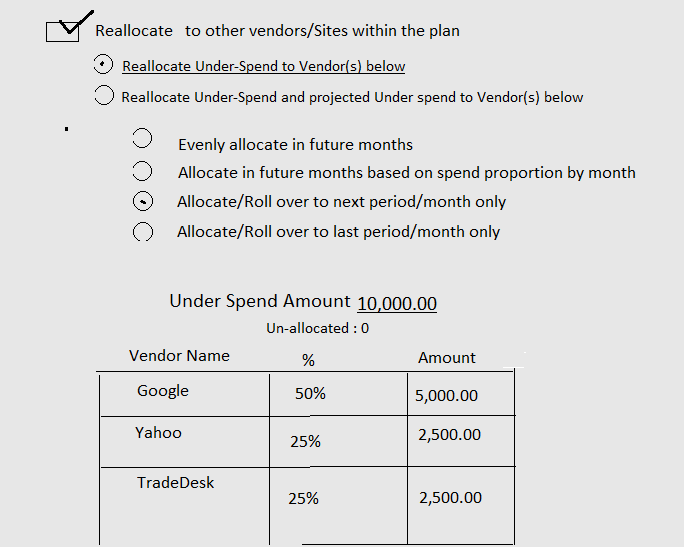 Reallocate to other vendors/Sites within the plan
Reallocate Under-Spend to Vendor(s) below
Reallocate Under-Spend and projected Under spend to Vendor(s) below
Evenly allocate in future months
Allocate in future months based on spend proportion by month
Allocate/Roll over to next period/month only
Allocate/Roll over to last period/month only
Under Spend Amount 10,000.00
Un-allocated : 0
Vendor Name % Amount
Google 50% 5,000.00
Yahoo 25% 2,500.00
TradeDesk 25% 2,500.00